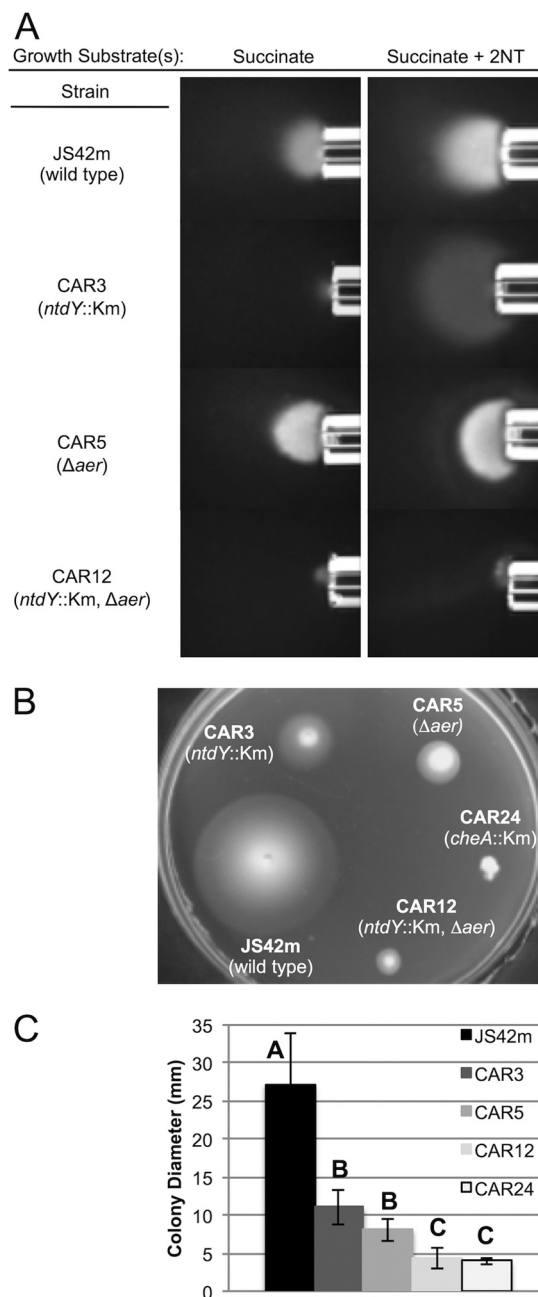 A
Growth Substrate(s): Succinate Succinate + 2NT
Strain
JS42m
(wild type)
CAR3
(ntdY::Km)
CAR5
(Δaer)
CAR12
(ntdY::Km, Δaer)
B
CAR3
(ntdY::Km)
CAR5
(Δaer)
CAR24
(cheA::Km)
CAR12
(ntdY::Km, Δaer)
JS42m
(wild type)
C
Colony Diameter (mm)
35
30
25
20
15
10
5
0
A
B
B
C
C
JS42m
CAR3
CAR5
CAR12
CAR24